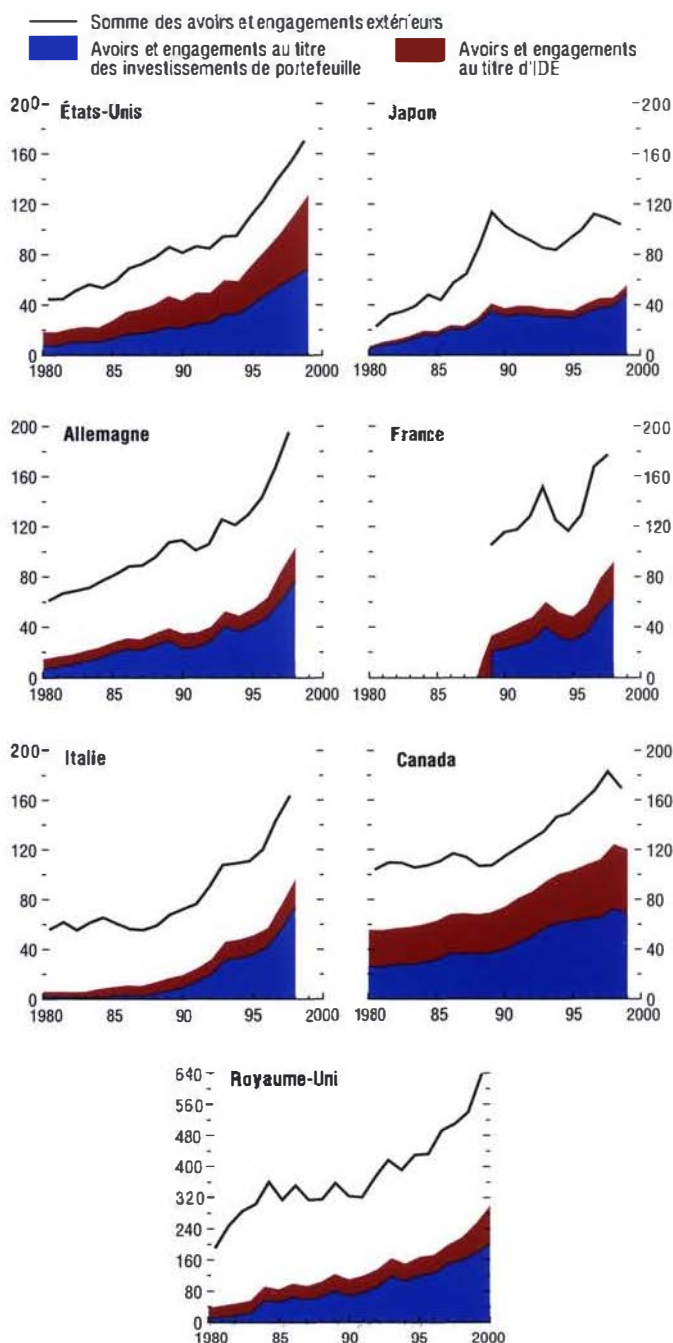 Somme des avoirs et engagements extérieurs
Avoirs et engagements au titre
des investissements de portefeuille
Avoirs et engagements
au titre d'IDE
États-Unis
200
160
120
80
40
0
1980 85 90 95 2000
Japon
200
160
120
80
40
0
1980 85 90 95 2000
Allemagne
200
160
120
80
40
0
1980 85 90 95 2000
France
200
160
120
80
40
0
1980 85 90 95 2000
Italie
200
160
120
80
40
0
1980 85 90 95 2000
Canada
200
160
120
80
40
0
1980 85 90 95 2000
Royaume-Uni
640
560
480
400
320
240
160
80
0
1980 85 90 95 2000